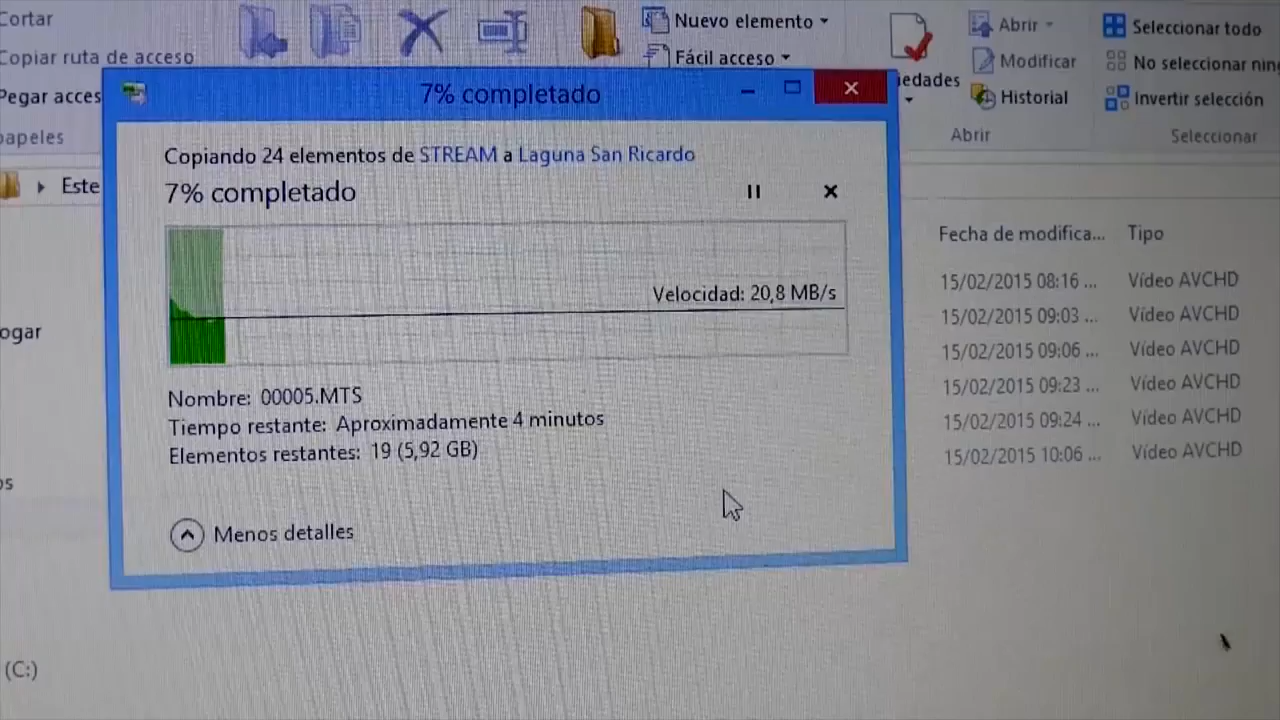 Cortar
Copiar ruta de acceso
Pegar acces
papeles
Nuevo elemento
Fácil acceso
iedades
Abrir
Modificar
Historial
Abrir
Seleccionar todo
No seleccionar nin
Invertir selección
Seleccionar
Este
7% completado
Copiando 24 elementos de STREAM a Laguna San Ricardo
7% completado
Velocidad: 20,8 MB/s
Nombre: 00005.MTS
Tiempo restante: Aproximadamente 4 minutos
Elementos restantes: 19 (5,92 GB)
Menos detalles
Fecha de modifica... Tipo
15/02/2015 08:16 ... Vídeo AVCHD
15/02/2015 09:03 ... Vídeo AVCHD
15/02/2015 09:06 ... Vídeo AVCHD
15/02/2015 09:23 ... Vídeo AVCHD
15/02/2015 09:24 ... Vídeo AVCHD
15/02/2015 10:06 ... Vídeo AVCHD
ogar
os
(C:)